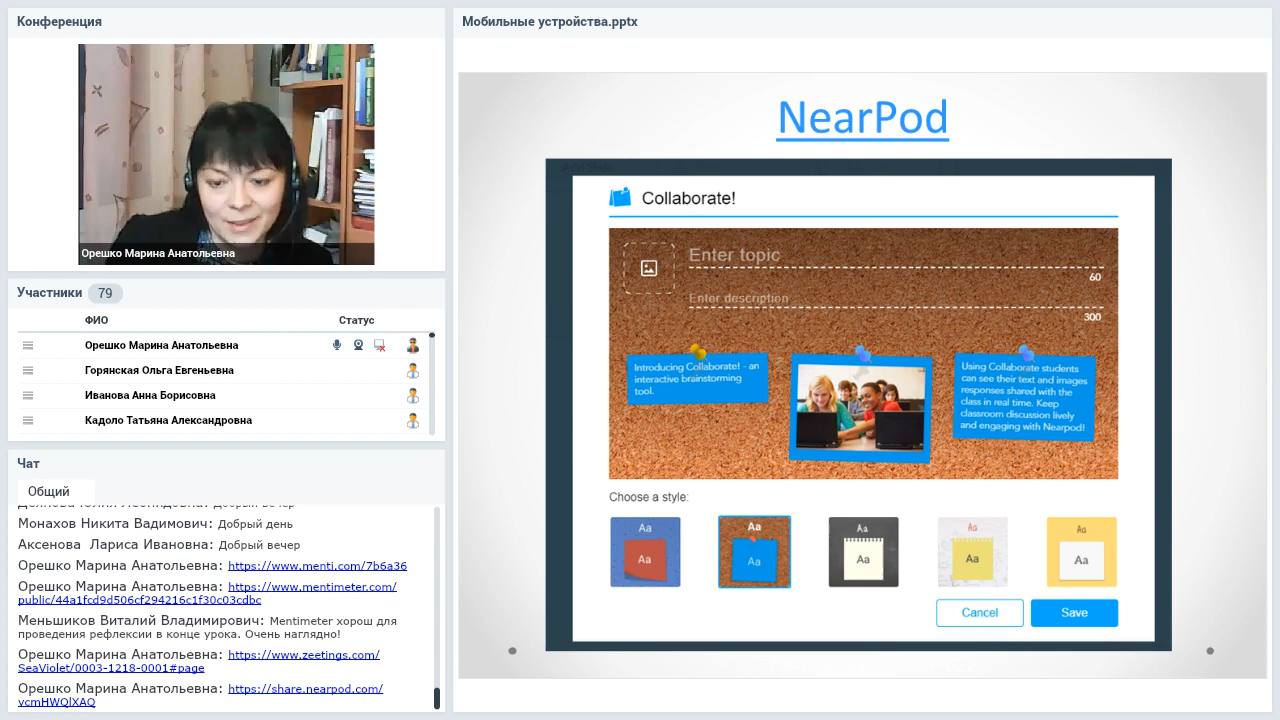 Конференция
Орешко Марина Анатольевна
Участники 79
ФИО Статус
Орешко Марина Анатольевна
Горянская Ольга Евгеньевна
Иванова Анна Борисовна
Кадоло Татьяна Александровна
Чат
Общий
Монахов Никита Вадимович: Добрый день
Аксенова Лариса Ивановна: Добрый вечер
Орешко Марина Анатольевна: https://www.menti.com/7b6a36
Орешко Марина Анатольевна: https://www.mentimeter.com/
public/44a1fcd9d506cf294216c1f30c03cdbc
Меньшиков Виталий Владимирович: Mentimeter хорош для
проведения рефлексии в конце урока. Очень наглядно!
Орешко Марина Анатольевна: https://www.zeetings.com/
SeaViolet/0003-1218-0001#page
Орешко Марина Анатольевна: https://share.nearpod.com/
vcmHWQlXAQ
Мобильные устройства.pptx
NearPod
Collaborate!
Enter topic
60
Enter description
300
Introducing Collaborate! - an
interactive brainstorming
tool.
Using Collaborate students
can see their text and images
responses shared with the
class in real time. Keep
classroom discussion lively
and engaging with Nearpod!
Choose a style:
Aa Aa Aa Aa Aa
Aa Aa Aa Aa Aa
Cancel Save